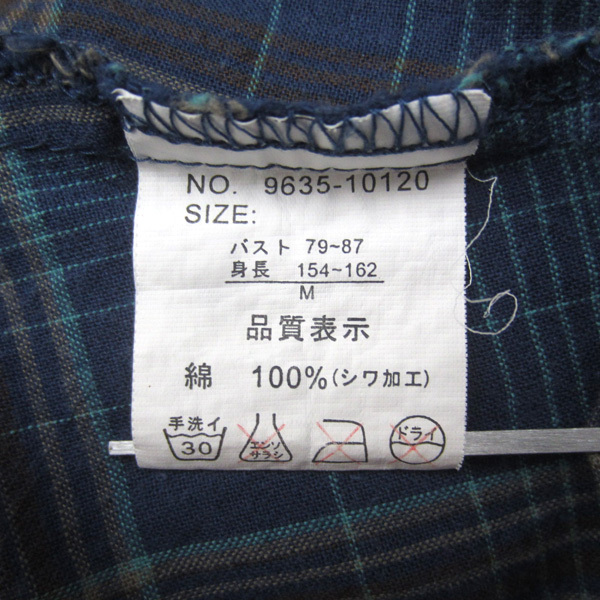 NO. 9635-10120
SIZE:
バスト 79~87
身長 154~162
M
品質表示
綿 100%(シワ加工)
手洗イ
30
エンソ
サラシ
ドライ